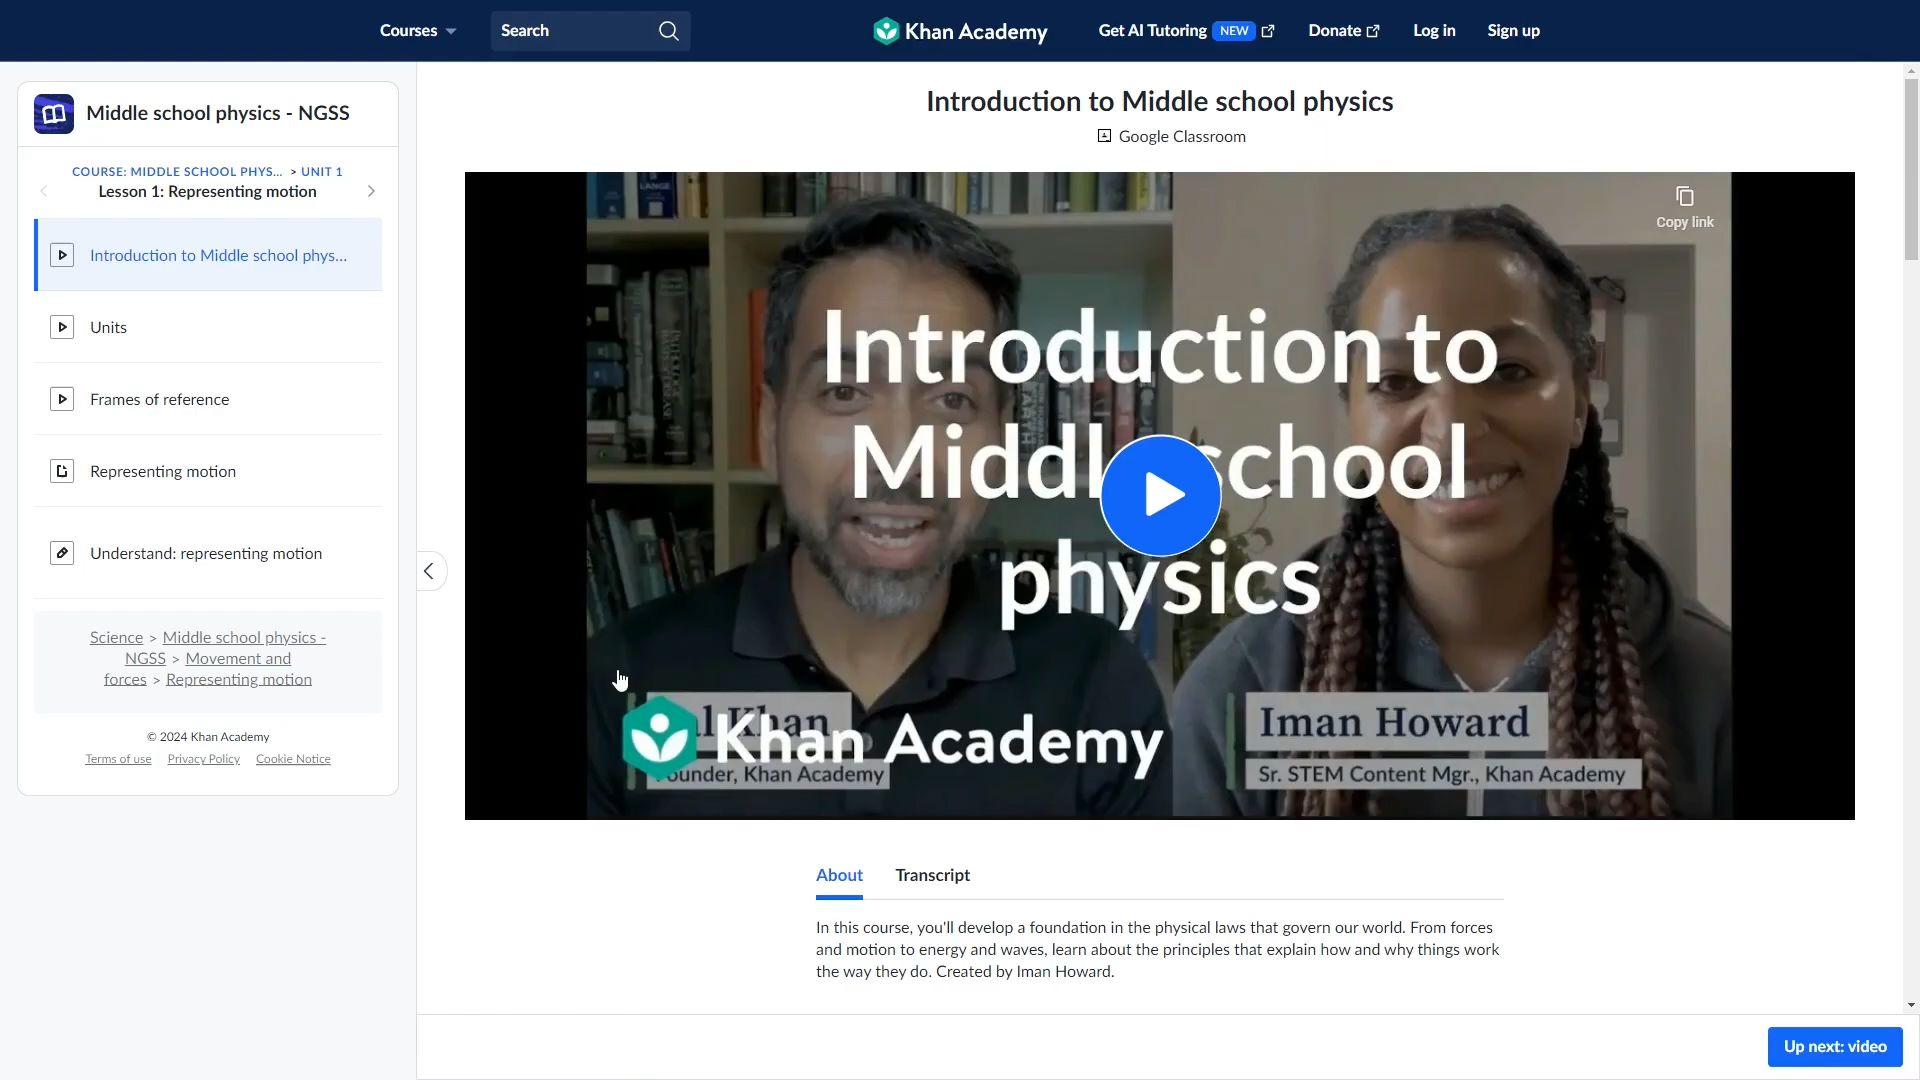 Courses
Search
Khan Academy
Get AI Tutoring NEW
Donate
Log in
Sign up
Middle school physics - NGSS
COURSE: MIDDLE SCHOOL PHYS... > UNIT 1
Lesson 1: Representing motion
Introduction to Middle school phys...
Units
Frames of reference
Representing motion
Understand: representing motion
Science > Middle school physics -
NGSS > Movement and
forces > Representing motion
© 2024 Khan Academy
Terms of use Privacy Policy Cookie Notice
Introduction to Middle school physics
Google Classroom
LANGE
Copy link
Introduction to
Middl school
physics
Khan
Khan Academy
Founder, Khan Academy
Iman Howard
Sr. STEM Content Mgr., Khan Academy
About Transcript
In this course, you'll develop a foundation in the physical laws that govern our world. From forces
and motion to energy and waves, learn about the principles that explain how and why things work
the way they do. Created by Iman Howard.
Up next: video